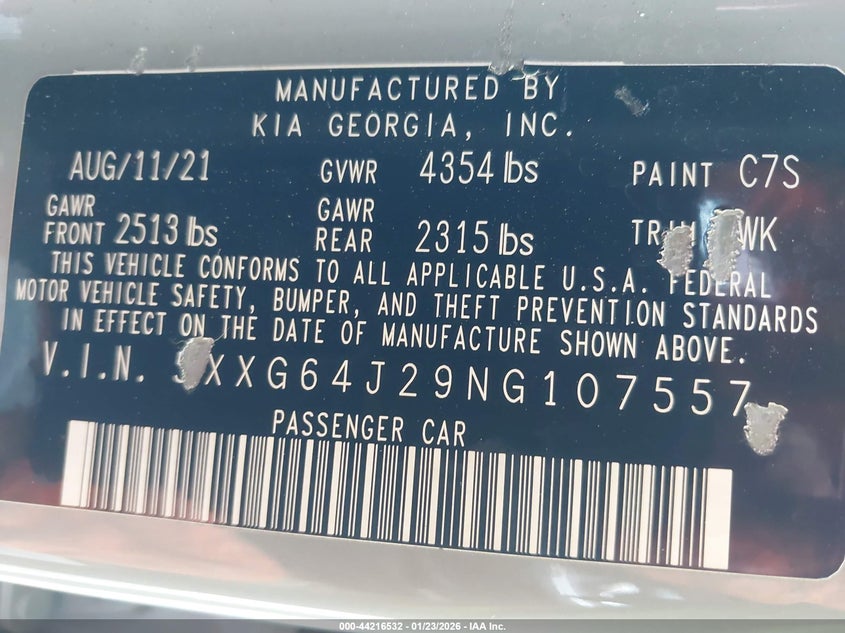 MANUFACTURED BY
KIA GEORGIA, INC.
AUG/11/21 GVWR 4354 lbs PAINT C7S
GAWR FRONT 2513 lbs GAWR REAR 2315 lbs WK
THIS VEHICLE CONFORMS TO ALL APPLICABLE U.S.A. FEDERAL
MOTOR VEHICLE SAFETY, BUMPER, AND THEFT PREVENTION STANDARDS
IN EFFECT ON THE DATE OF MANUFACTURE SHOWN ABOVE.
V.I.N. XXG64J29NG107557
PASSENGER CAR
000-44216532 - 01/23/2026 - IAA Inc.